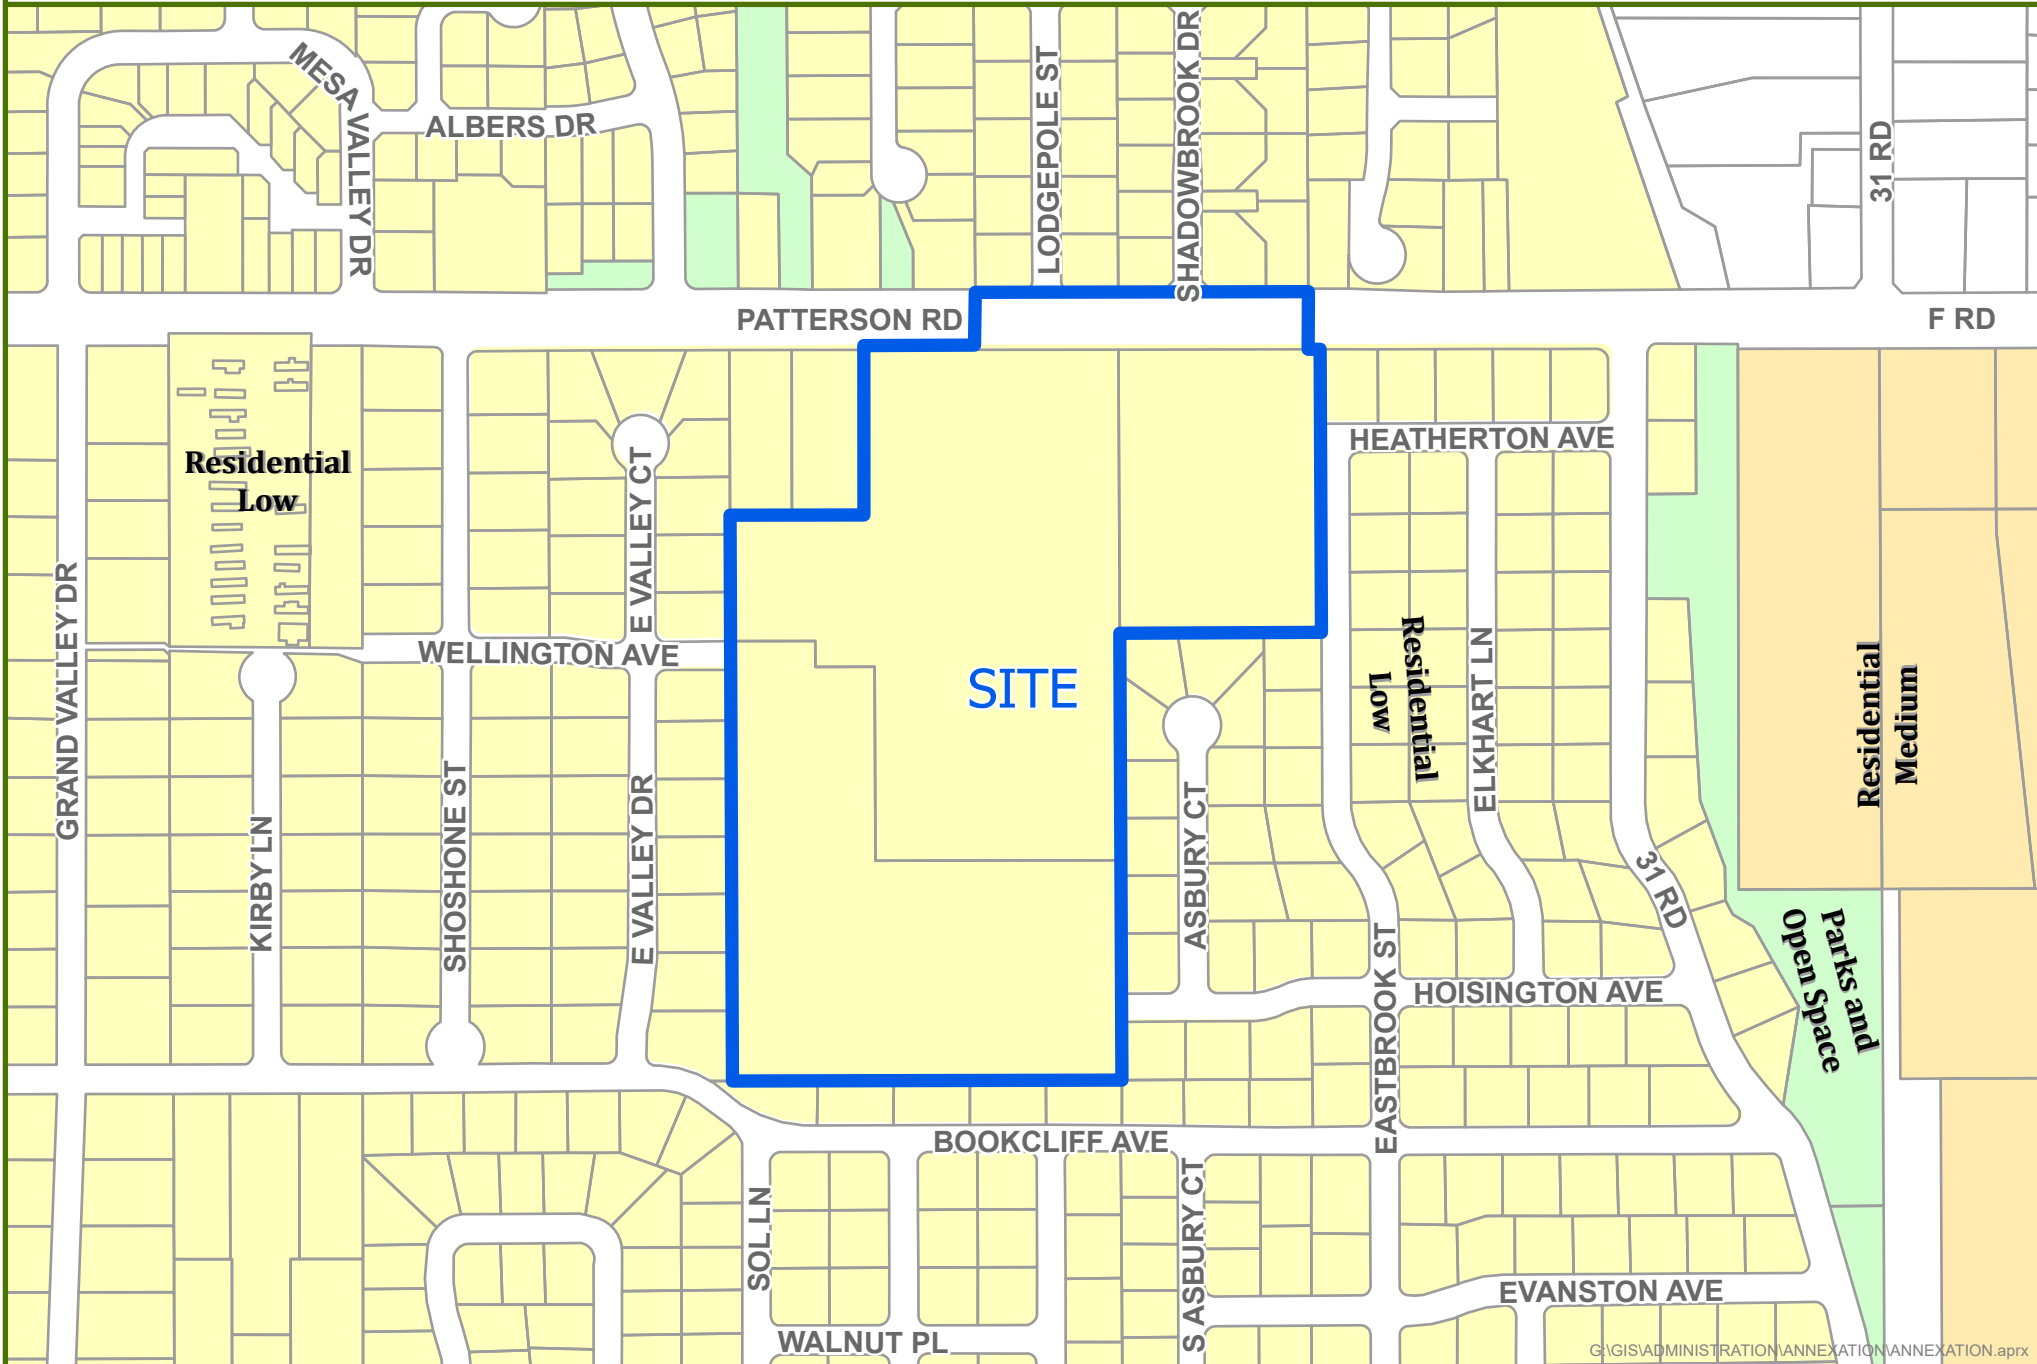 MESA VALLEY DR
ALBERS DR
LODGEPOLE ST
SHADOWBROOK DR
31 RD
PATTERSON RD
F RD
HEATHERTON AVE
Residential
Low
E VALLEY CT
GRAND VALLEY DR
WELLINGTON AVE
SITE
Residential
Low
ELKHART LN
Residential
Medium
KIRBY LN
SHOSHONE ST
E VALLEY DR
ASBURY CT
31 RD
EASTBROOK ST
HOISINGTON AVE
Parks and
Open Space
BOOKCLIFF AVE
SOL LN
S ASBURY CT
EVANSTON AVE
WALNUT PL
G:\GIS\ADMINISTRATION\ANNEXATION\ANNEXATION.aprx